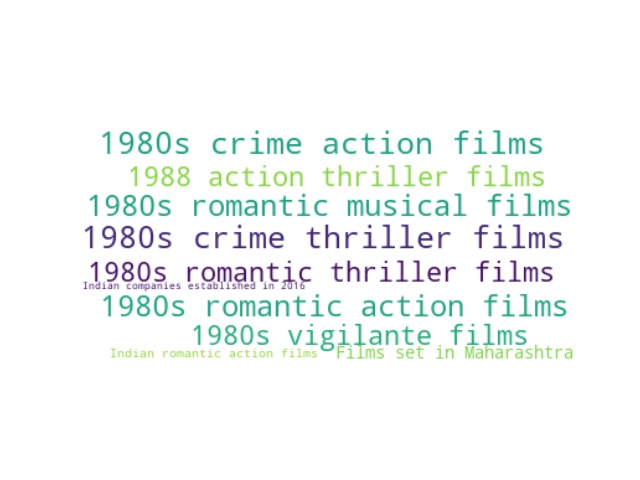 1980s crime action films
1988 action thriller films
1980s romantic musical films
1980s crime thriller films
1980s romantic thriller films
Indian companies established in 2016
1980s romantic action films
1980s vigilante films
Indian romantic action films
Films set in Maharashtra